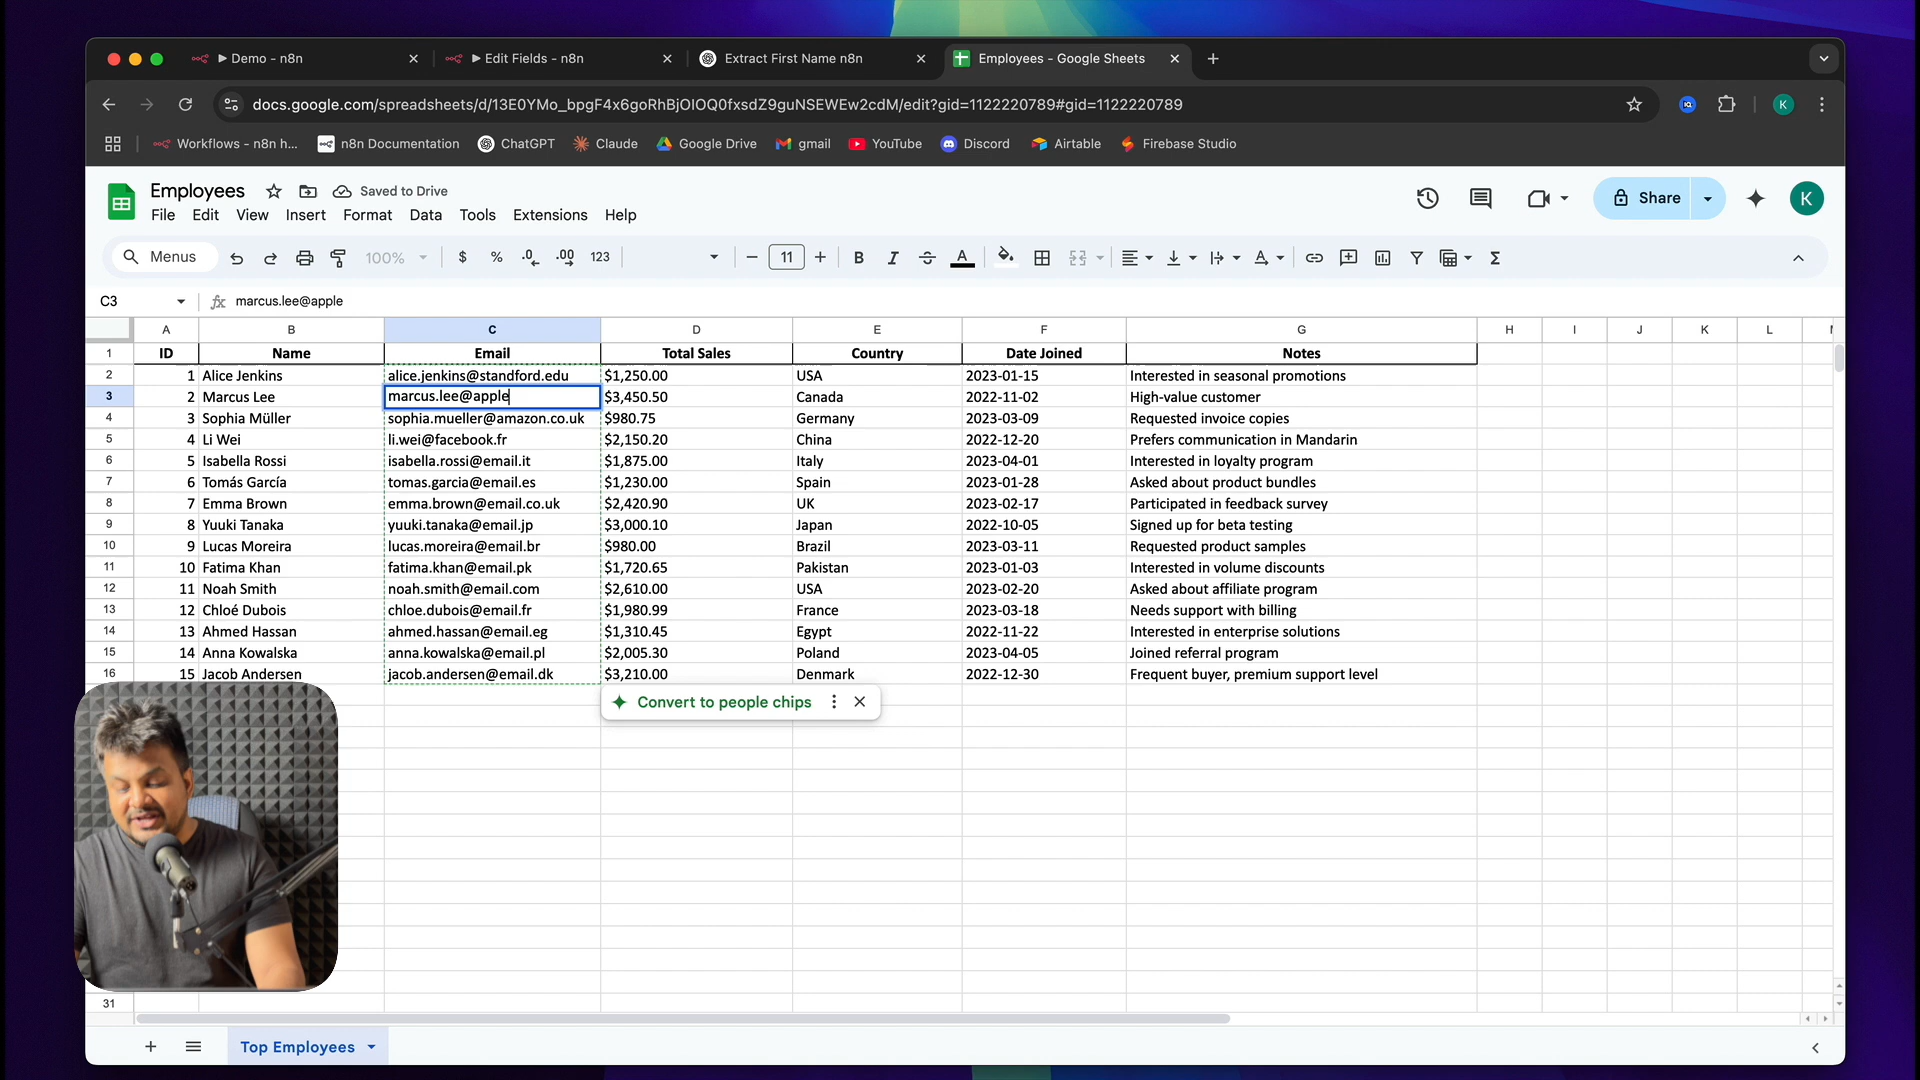 Demo - n8n
Edit Fields - n8n
Extract First Name n8n
Employees - Google Sheets
docs.google.com/spreadsheets/d/13E0YMo_bpgF4x6goRhBjOIOQ0fxsdZ9guNSEWEw2cdM/edit?gid=1122220789#gid=1122220789
K
Workflows - n8n h...
n8n Documentation
ChatGPT
Claude
Google Drive
gmail
YouTube
Discord
Airtable
Firebase Studio
Employees
Saved to Drive
File Edit View Insert Format Data Tools Extensions Help
Share
K
Menus
100%
$ % .0 .00 123
11
B I A
C3
fx marcus.lee@apple
A B C D E F G H I J K L
1 ID Name Email Total Sales Country Date Joined Notes
2 1 Alice Jenkins alice.jenkins@standford.edu $1,250.00 USA 2023-01-15 Interested in seasonal promotions
3 2 Marcus Lee marcus.lee@apple $3,450.50 Canada 2022-11-02 High-value customer
4 3 Sophia Müller sophia.mueller@amazon.co.uk $980.75 Germany 2023-03-09 Requested invoice copies
5 4 Li Wei li.wei@facebook.fr $2,150.20 China 2022-12-20 Prefers communication in Mandarin
6 5 Isabella Rossi isabella.rossi@email.it $1,875.00 Italy 2023-04-01 Interested in loyalty program
7 6 Tomás García tomas.garcia@email.es $1,230.00 Spain 2023-01-28 Asked about product bundles
8 7 Emma Brown emma.brown@email.co.uk $2,420.90 UK 2023-02-17 Participated in feedback survey
9 8 Yuuki Tanaka yuuki.tanaka@email.jp $3,000.10 Japan 2022-10-05 Signed up for beta testing
10 9 Lucas Moreira lucas.moreira@email.br $980.00 Brazil 2023-03-11 Requested product samples
11 10 Fatima Khan fatima.khan@email.pk $1,720.65 Pakistan 2023-01-03 Interested in volume discounts
12 11 Noah Smith noah.smith@email.com $2,610.00 USA 2023-02-20 Asked about affiliate program
13 12 Chloé Dubois chloe.dubois@email.fr $1,980.99 France 2023-03-18 Needs support with billing
14 13 Ahmed Hassan ahmed.hassan@email.eg $1,310.45 Egypt 2022-11-22 Interested in enterprise solutions
15 14 Anna Kowalska anna.kowalska@email.pl $2,005.30 Poland 2023-04-05 Joined referral program
16 15 Jacob Andersen jacob.andersen@email.dk $3,210.00 Denmark 2022-12-30 Frequent buyer, premium support level
Convert to people chips
31
Top Employees